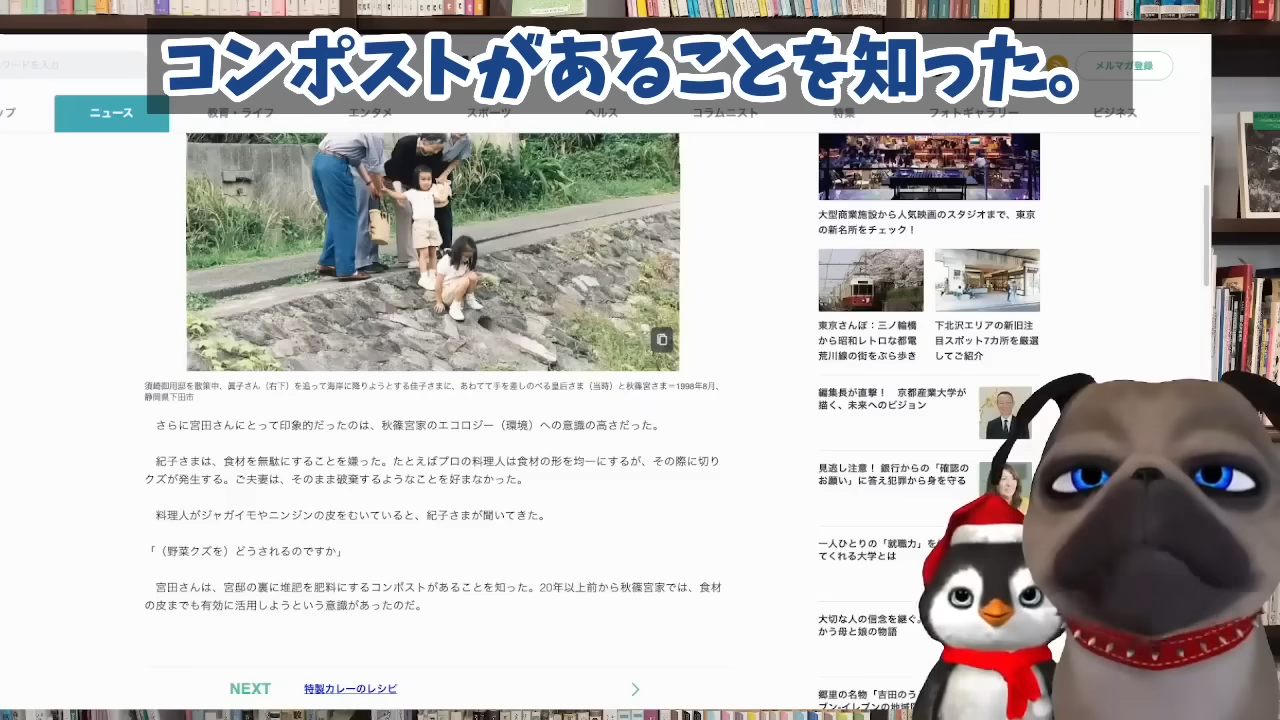 コンポストがあることを知った。
ワードを入力
メルマガ登録
ップ
ニュース
教育・ライフ
エンタメ
スポーツ
ヘルス
コラムニスト
特集
フォトギャラリー
ビジネス
須崎御用邸を散策中、眞子さん（右下）を追って海岸に降りようとする佳子さまに、あわてて手を差しのべる皇后さま（当時）と秋篠宮さま＝1998年8月、
静岡県下田市
さらに宮田さんにとって印象的だったのは、秋篠宮家のエコロジー（環境）への意識の高さだった。
紀子さまは、食材を無駄にすることを嫌った。たとえばプロの料理人は食材の形を均一にするが、その際に切り
クズが発生する。ご夫妻は、そのまま破棄するようなことを好まなかった。
料理人がジャガイモやニンジンの皮をむいていると、紀子さまが聞いてきた。
「（野菜クズを）どうされるのですか」
宮田さんは、宮邸の裏に堆肥を肥料にするコンポストがあることを知った。20年以上前から秋篠宮家では、食材
の皮までも有効に活用しようという意識があったのだ。
NEXT
特製カレーのレシピ
大型商業施設から人気映画のスタジオまで、東京
の新名所をチェック！
東京さんぽ：三ノ輪橋
から昭和レトロな都電
荒川線の街をぶら歩き
下北沢エリアの新旧注
目スポット7カ所を厳選
してご紹介
編集長が直撃！ 京都産業大学が
描く、未来へのビジョン
見逃し注意！ 銀行からの「確認の
お願い」に答え犯罪から身を守る
一人ひとりの「就職力」を
てくれる大学とは
大切な人の信念を継ぐ。
かう母と娘の物語
郷里の名物「吉田のう
ブン-イレブンの地域